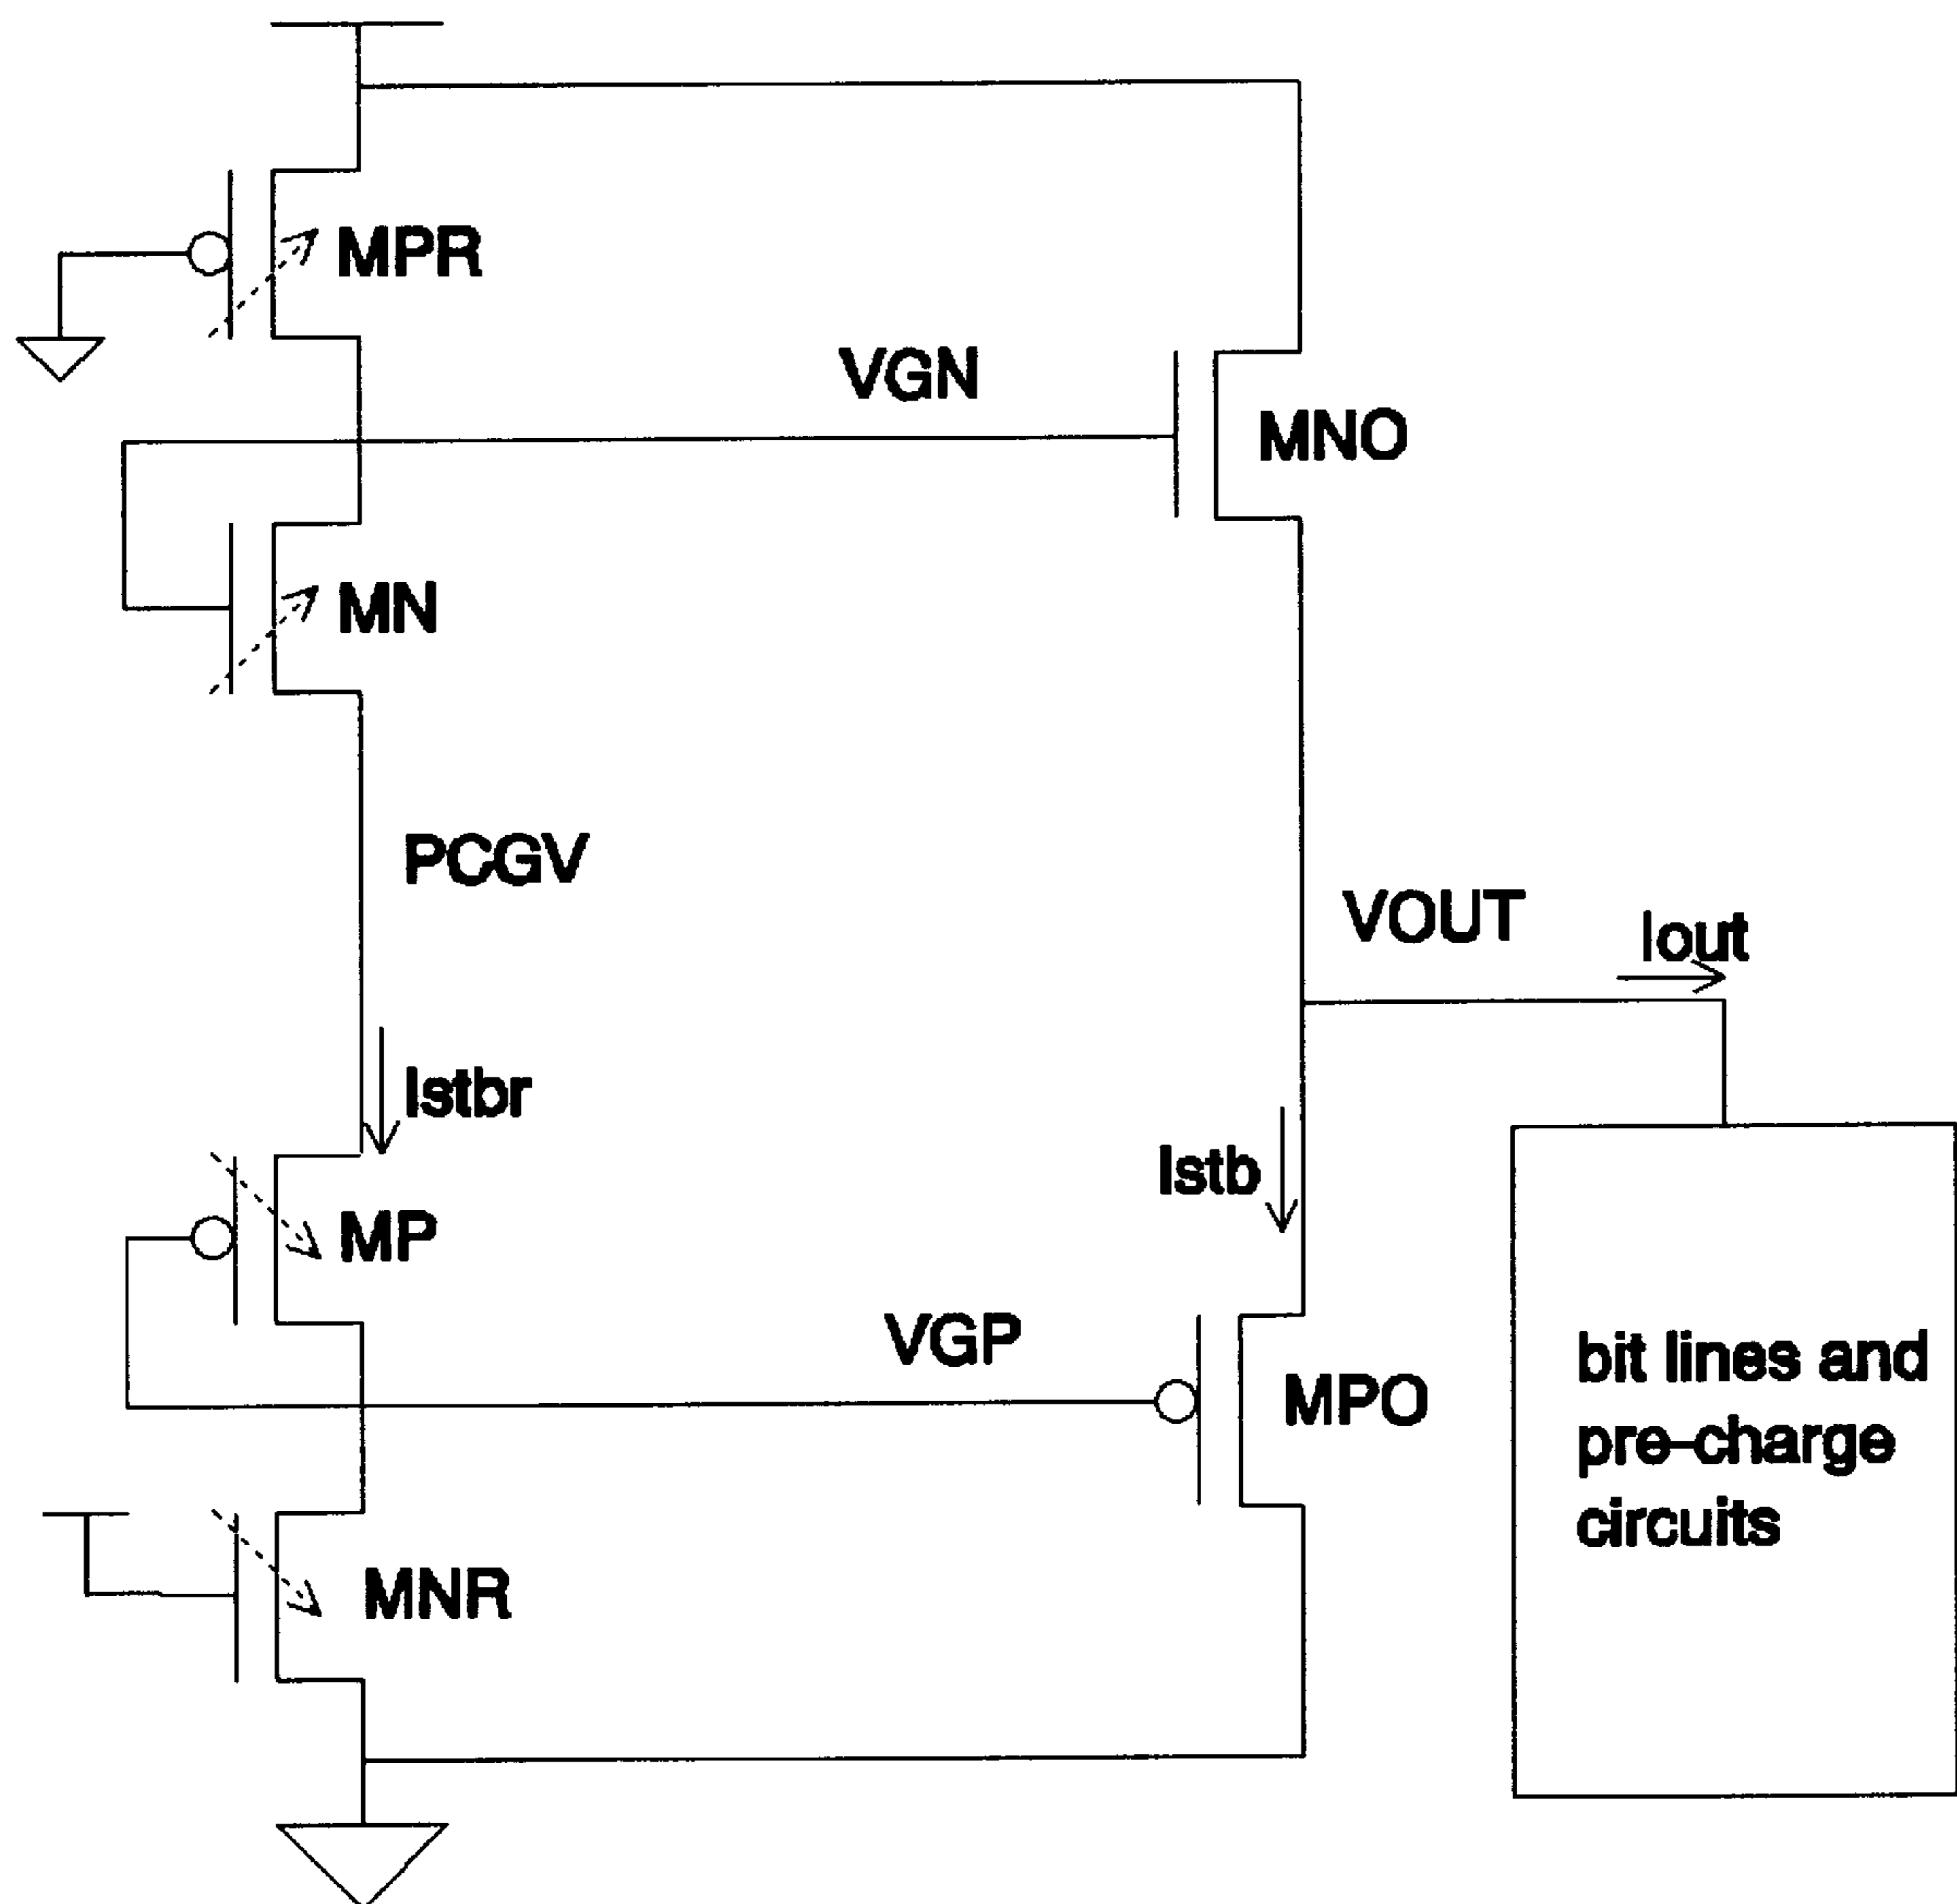 MPR
VGN
MNO
MN
PCGV
VOUT
Iout
Istbr
Istb
MP
VGP
MPO
bit lines and
pre-charge
circuits
MNR